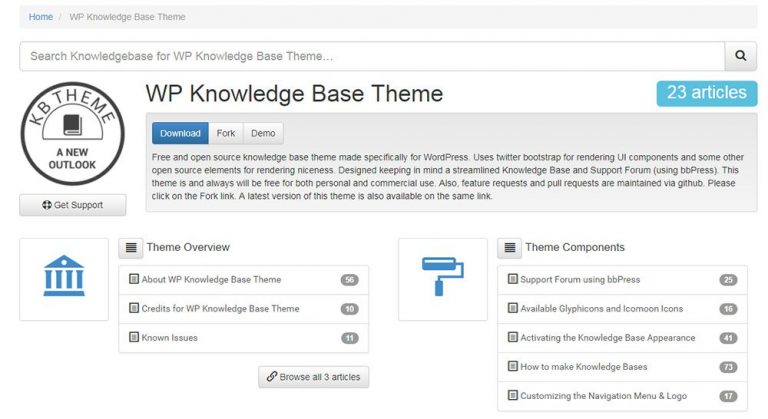 Home / WP Knowledge Base Theme
Search Knowledgebase for WP Knowledge Base Theme...
KB THEME
A NEW
OUTLOOK
Get Support
WP Knowledge Base Theme
23 articles
Download Fork Demo
Free and open source knowledge base theme made specifically for WordPress. Uses twitter bootstrap for rendering UI components and some other
open source elements for rendering niceness. Designed keeping in mind a streamlined Knowledge Base and Support Forum (using bbPress). This
theme is and always will be free for both personal and commercial use. Also, feature requests and pull requests are maintained via github. Please
click on the Fork link. A latest version of this theme is also available on the same link.
Theme Overview
About WP Knowledge Base Theme 56
Credits for WP Knowledge Base Theme 10
Known Issues 11
Browse all 3 articles
Theme Components
Support Forum using bbPress 25
Available Glyphicons and Icomoon Icons 16
Activating the Knowledge Base Appearance 41
How to make Knowledge Bases 73
Customizing the Navigation Menu & Logo 17